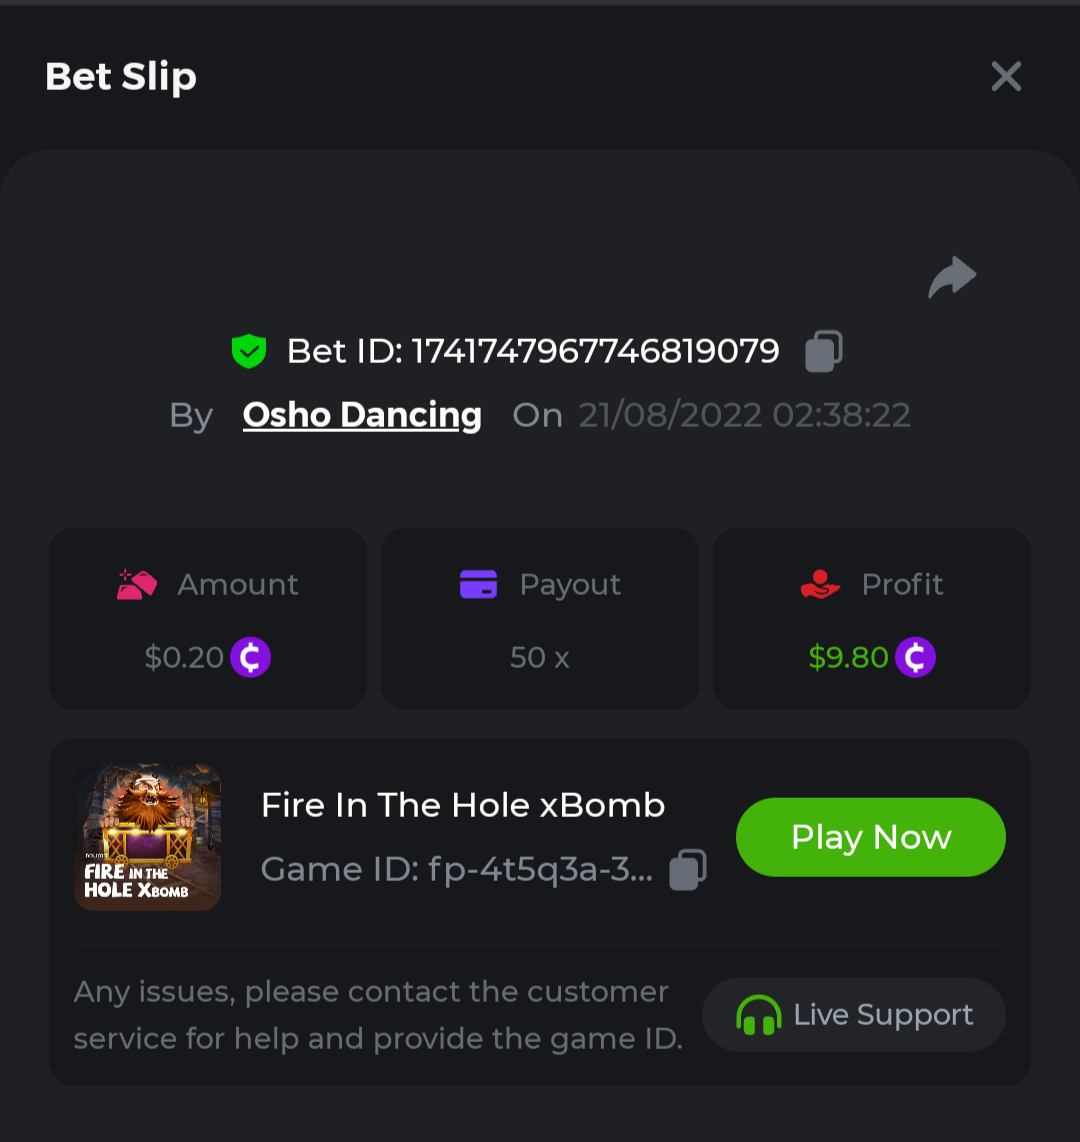 Bet Slip
Bet ID: 1741747967746819079
By Osho Dancing On 21/08/2022 02:38:22
Amount
Payout
Profit
$0.20
50 x
$9.80
Fire In The Hole xBomb
Game ID: fp-4t5q3a-3...
Play Now
FIRE IN THE
HOLE XBOMB
Any issues, please contact the customer
service for help and provide the game ID.
Live Support